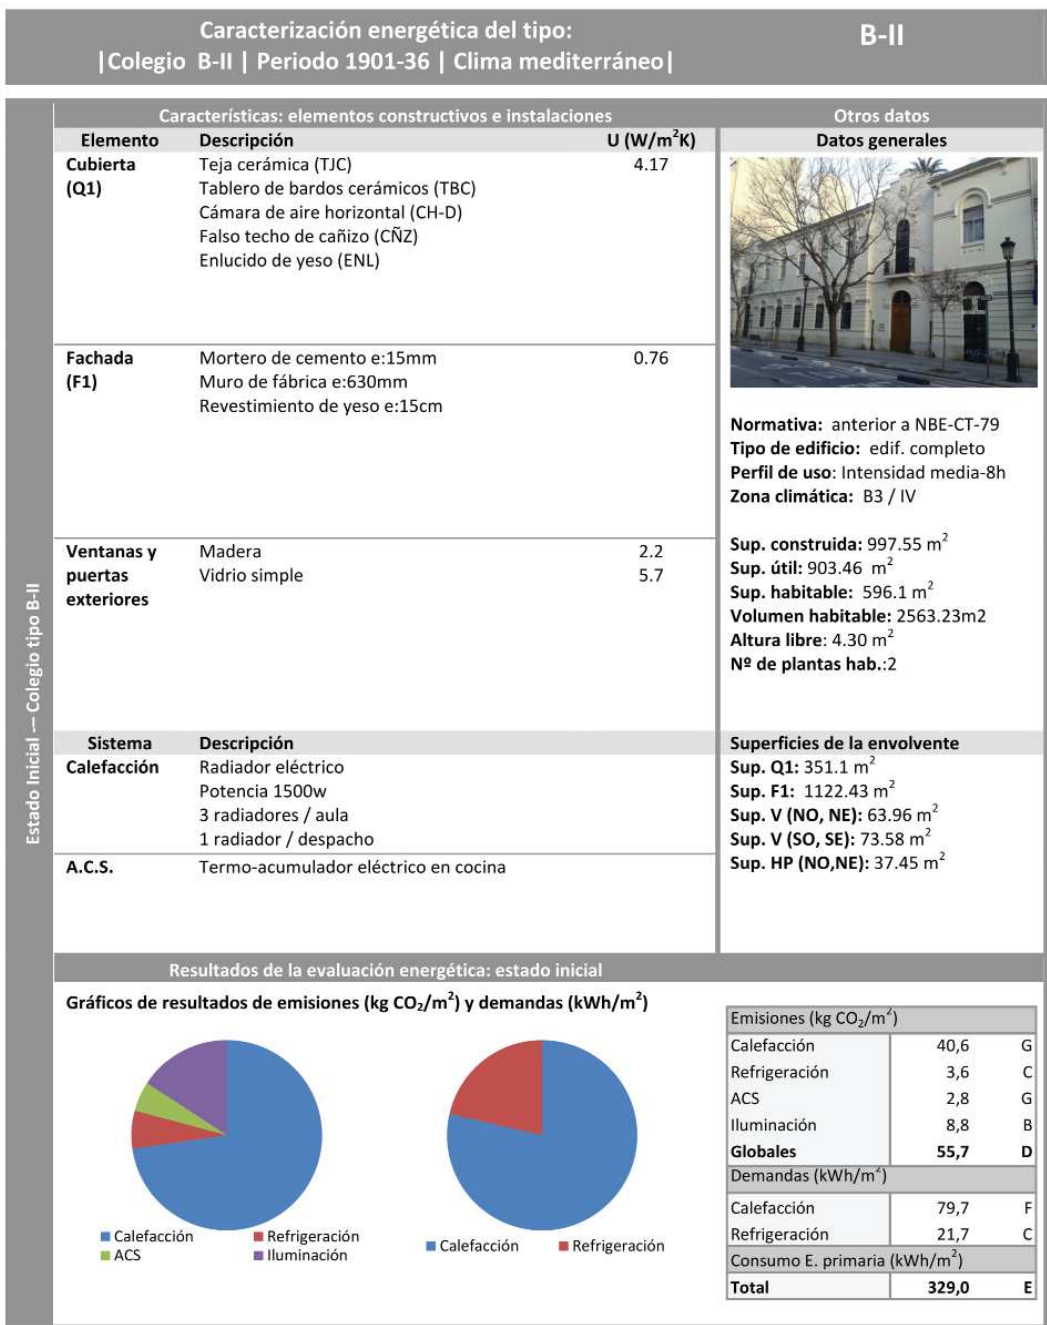 Caracterización energética del tipo:
|Colegio B-II | Periodo 1901-36 | Clima mediterráneo|
B-II
Estado Inicial — Colegio tipo B-II
Características: elementos constructivos e instalaciones
Elemento Descripción U (W/m²K)
Cubierta Teja cerámica (TJC) 4.17
(Q1) Tablero de bardos cerámicos (TBC)
Cámara de aire horizontal (CH-D)
Falso techo de cañizo (CÑZ)
Enlucido de yeso (ENL)
Fachada Mortero de cemento e:15mm 0.76
(F1) Muro de fábrica e:630mm
Revestimiento de yeso e:15cm
Ventanas y Madera 2.2
puertas Vidrio simple 5.7
exteriores
Sistema Descripción
Calefacción Radiador eléctrico
Potencia 1500w
3 radiadores / aula
1 radiador / despacho
A.C.S. Termo-acumulador eléctrico en cocina
Otros datos
Datos generales
Normativa: anterior a NBE-CT-79
Tipo de edificio: edif. completo
Perfil de uso: Intensidad media-8h
Zona climática: B3 / IV
Sup. construida: 997.55 m²
Sup. útil: 903.46 m²
Sup. habitable: 596.1 m²
Volumen habitable: 2563.23m2
Altura libre: 4.30 m²
Nº de plantas hab.:2
Superficies de la envolvente
Sup. Q1: 351.1 m²
Sup. F1: 1122.43 m²
Sup. V (NO, NE): 63.96 m²
Sup. V (SO, SE): 73.58 m²
Sup. HP (NO,NE): 37.45 m²
Resultados de la evaluación energética: estado inicial
Gráficos de resultados de emisiones (kg CO₂/m²) y demandas (kWh/m²)
Calefacción Refrigeración
ACS Iluminación
Calefacción Refrigeración
Emisiones (kg CO₂/m²)
Calefacción 40,6 G
Refrigeración 3,6 C
ACS 2,8 G
Iluminación 8,8 B
Globales 55,7 D
Demandas (kWh/m²)
Calefacción 79,7 F
Refrigeración 21,7 C
Consumo E. primaria (kWh/m²)
Total 329,0 E